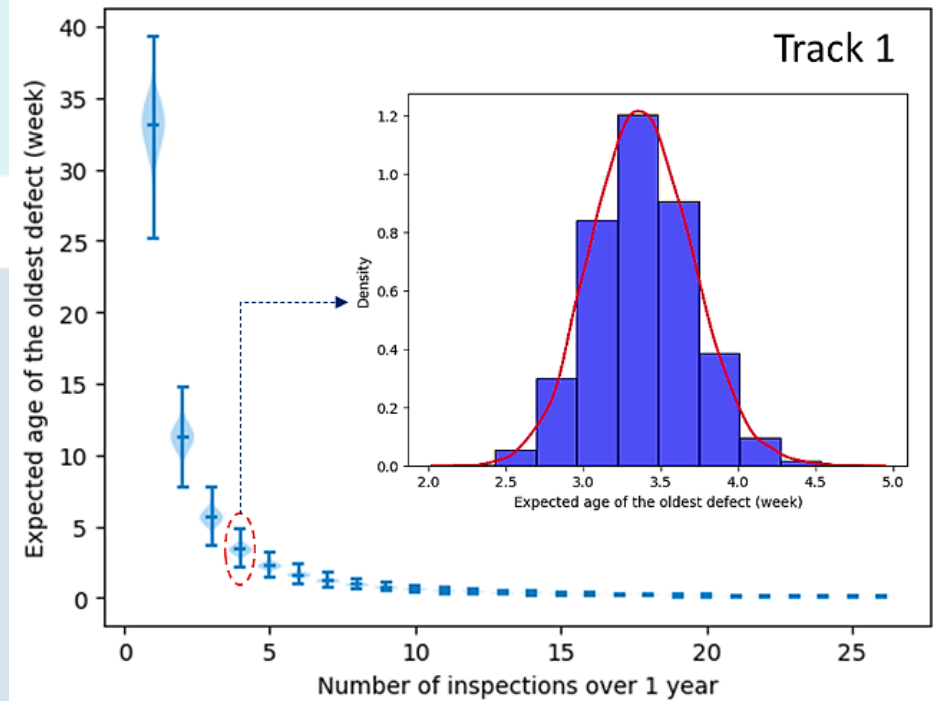 Track 1
Expected age of the oldest defect (week)
40
35
30
25
20
15
10
5
0
Density
1.2
1.0
0.8
0.6
0.4
0.2
0.0
2.0 2.5 3.0 3.5 4.0 4.5 5.0
Expected age of the oldest defect (week)
0 5 10 15 20 25
Number of inspections over 1 year